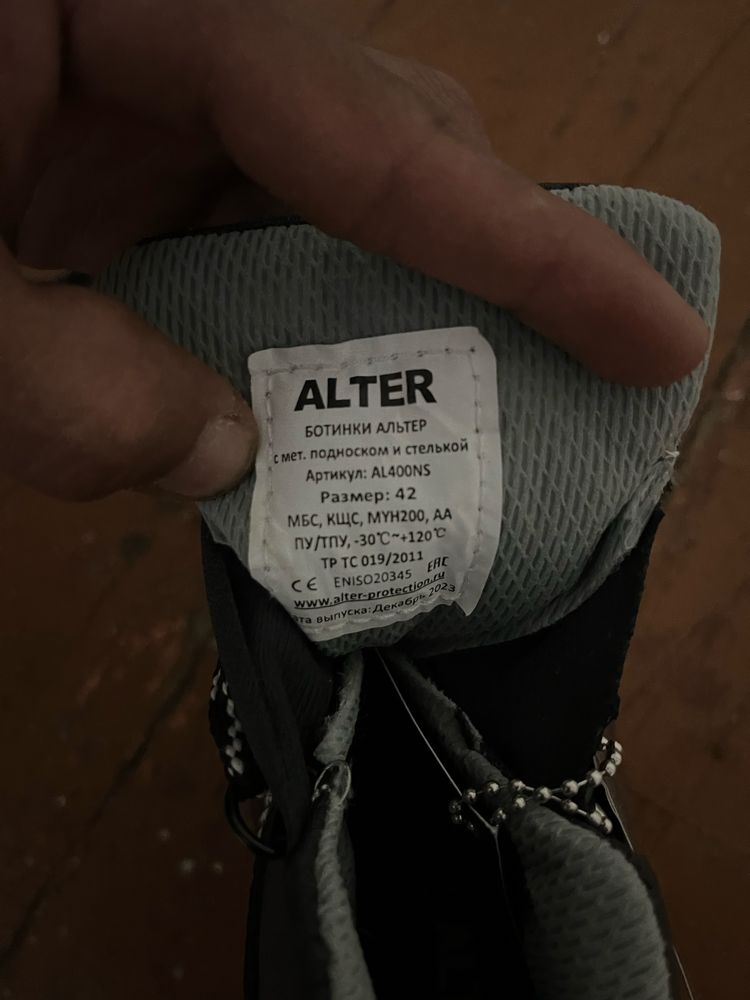 ALTER
БОТИНКИ АЛЬТЕР
с мет. подноском и стелькой
Артикул: AL400NS
Размер: 42
МБС, КЩС, МУН200, АА
ПУ/ТПУ, -30℃~+120℃
ТР ТС 019/2011
CE ENISO20345 EAC
www.alter-protection.ru
выпуска: Декабрь 2023